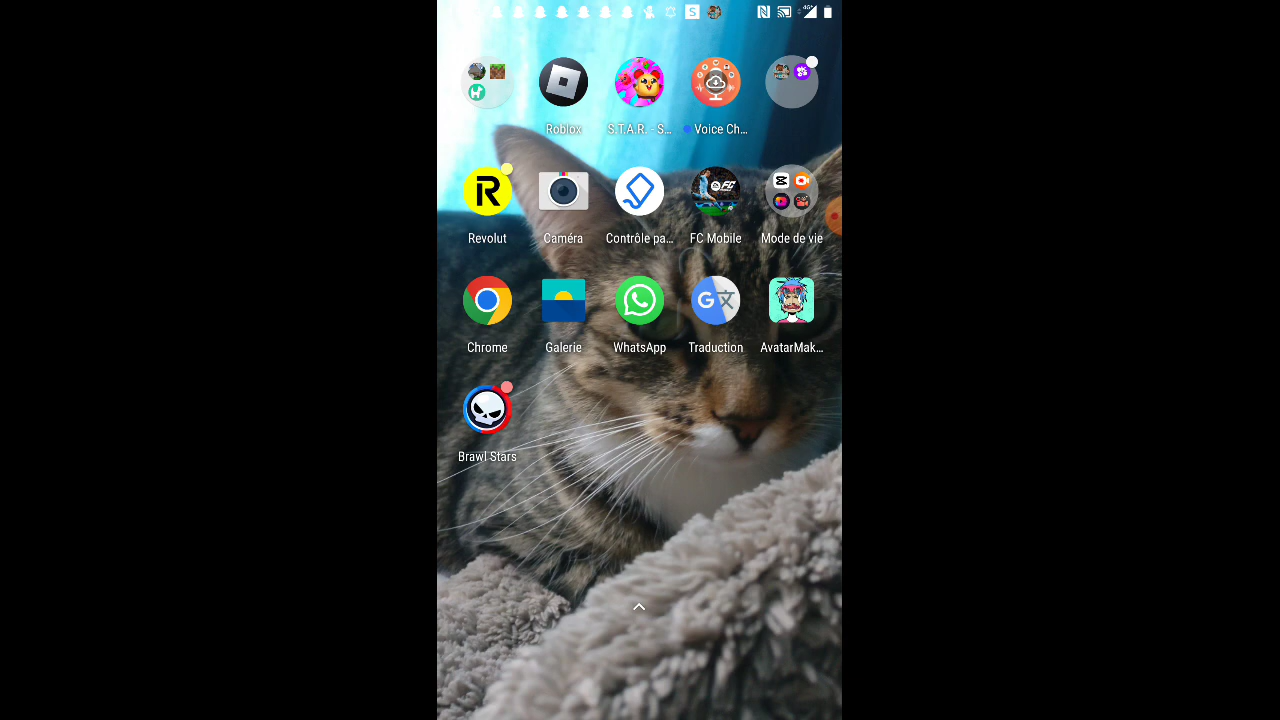 S 4G+
Roblox S.T.A.R. - S... Voice Ch...
Revolut Caméra Contrôle pa... FC Mobile Mode de vie
Chrome Galerie WhatsApp Traduction AvatarMak...
Brawl Stars